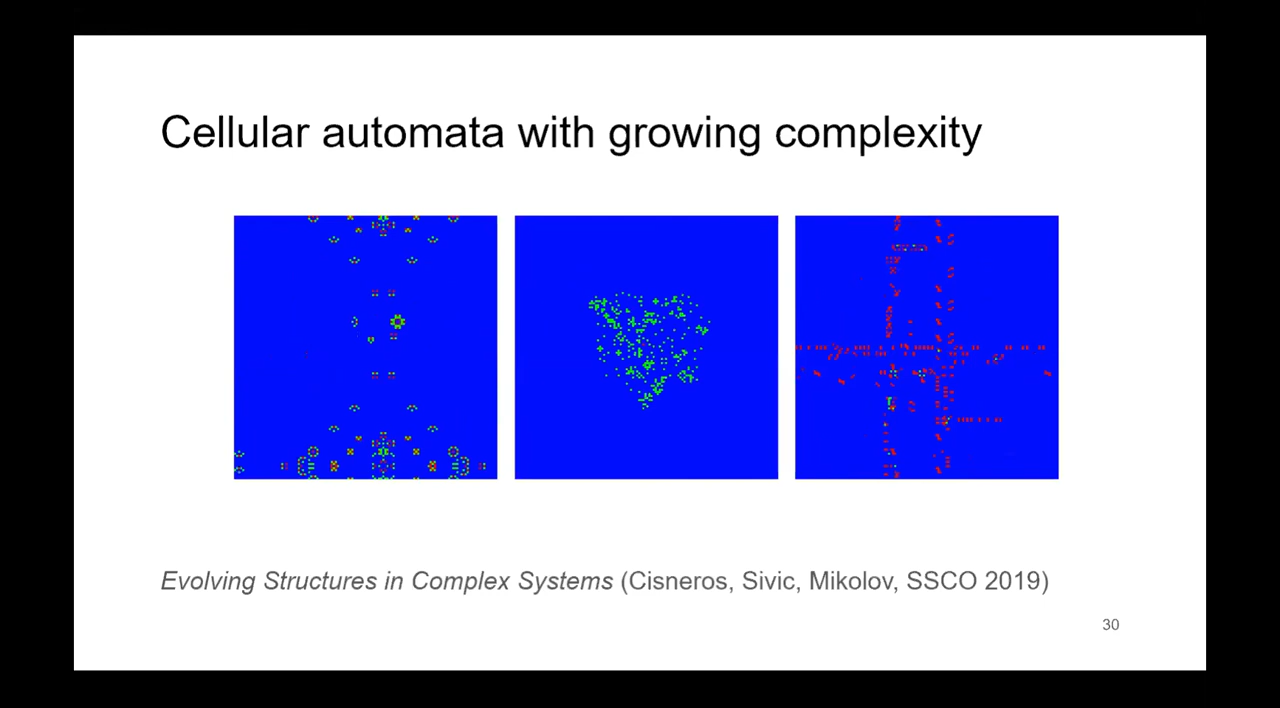 Cellular automata with growing complexity
Evolving Structures in Complex Systems (Cisneros, Sivic, Mikolov, SSCO 2019)
30